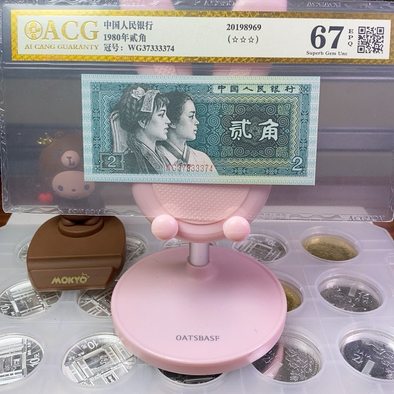 ACG
AI CANG GUARANTY
中国人民银行
1980年贰角
冠号：WG37333374
20198969
(☆☆☆)
67
EPQ
Superb Gem Unc
中国人民银行
贰角
2
WG37333374
2
MOKYO
OATSBASF